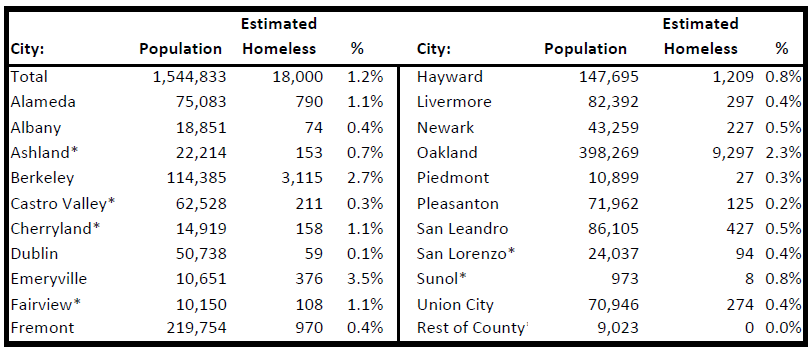 Estimated Estimated
City: Population Homeless % City: Population Homeless %
Total 1,544,833 18,000 1.2% Hayward 147,695 1,209 0.8%
Alameda 75,083 790 1.1% Livermore 82,392 297 0.4%
Albany 18,851 74 0.4% Newark 43,259 227 0.5%
Ashland* 22,214 153 0.7% Oakland 398,269 9,297 2.3%
Berkeley 114,385 3,115 2.7% Piedmont 10,899 27 0.3%
Castro Valley* 62,528 211 0.3% Pleasanton 71,962 125 0.2%
Cherryland* 14,919 158 1.1% San Leandro 86,105 427 0.5%
Dublin 50,738 59 0.1% San Lorenzo* 24,037 94 0.4%
Emeryville 10,651 376 3.5% Sunol* 973 8 0.8%
Fairview* 10,150 108 1.1% Union City 70,946 274 0.4%
Fremont 219,754 970 0.4% Rest of County* 9,023 0 0.0%